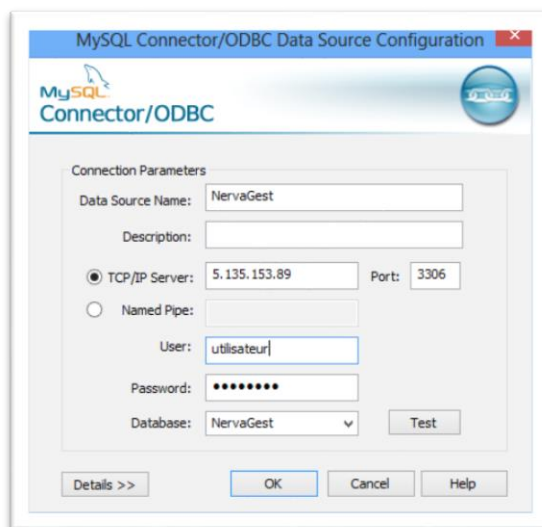 MySQL Connector/ODBC Data Source Configuration
MySQL
Connector/ODBC
Connection Parameters
Data Source Name: NervaGest
Description:
TCP/IP Server: 5.135.153.89 Port: 3306
Named Pipe:
User: utilisateur
Password: ••••••••
Database: NervaGest Test
Details >> OK Cancel Help